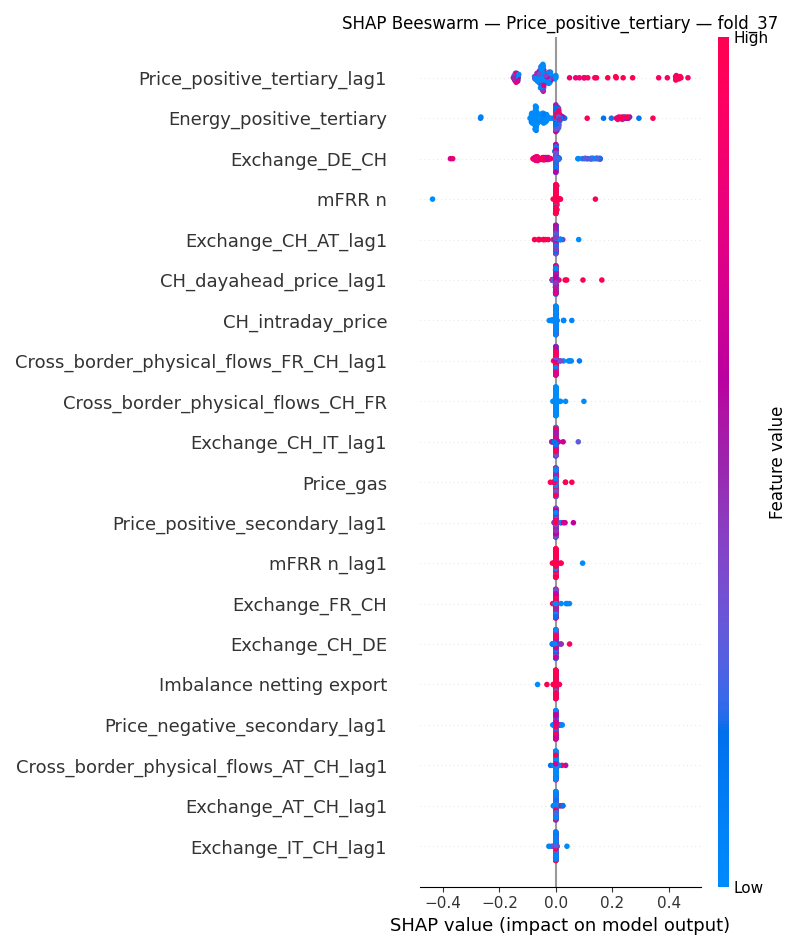 SHAP Beeswarm — Price_positive_tertiary — fold_37
High
Price_positive_tertiary_lag1
Energy_positive_tertiary
Exchange_DE_CH
mFRR n
Exchange_CH_AT_lag1
CH_dayahead_price_lag1
CH_intraday_price
Cross_border_physical_flows_FR_CH_lag1
Cross_border_physical_flows_CH_FR
Exchange_CH_IT_lag1
Price_gas
Price_positive_secondary_lag1
mFRR n_lag1
Exchange_FR_CH
Exchange_CH_DE
Imbalance netting export
Price_negative_secondary_lag1
Cross_border_physical_flows_AT_CH_lag1
Exchange_AT_CH_lag1
Exchange_IT_CH_lag1
Feature value
Low
−0.4 −0.2 0.0 0.2 0.4
SHAP value (impact on model output)